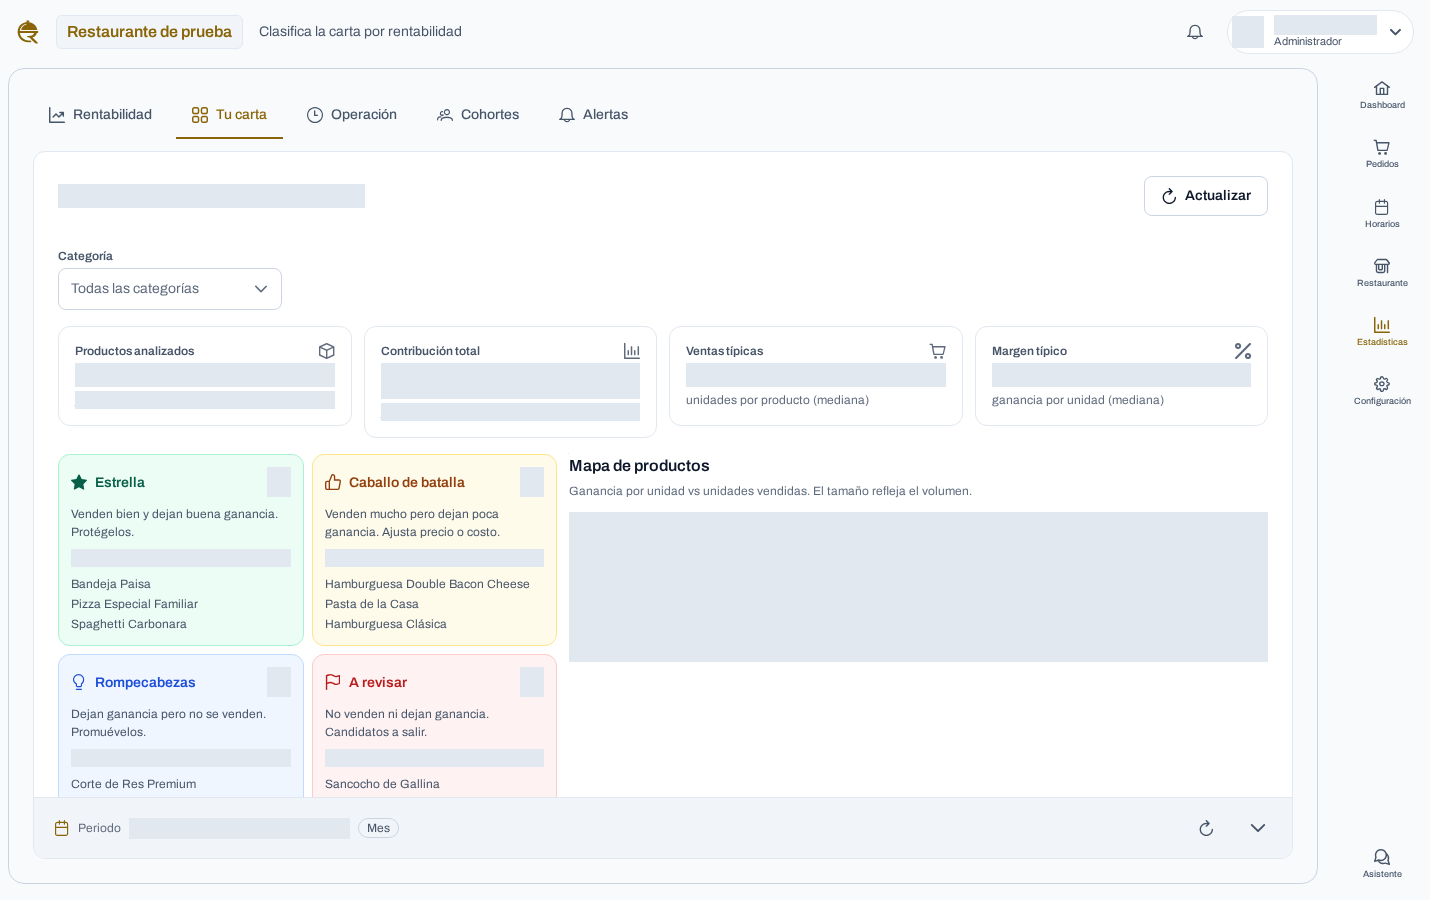 Restaurante de prueba
Clasifica la carta por rentabilidad
Administrador
Rentabilidad
Tu carta
Operación
Cohortes
Alertas
Actualizar
Categoría
Todas las categorías
Productos analizados
Contribución total
Ventas típicas
unidades por producto (mediana)
Margen típico
ganancia por unidad (mediana)
Estrella
Venden bien y dejan buena ganancia.
Protégelos.
Bandeja Paisa
Pizza Especial Familiar
Spaghetti Carbonara
Caballo de batalla
Venden mucho pero dejan poca
ganancia. Ajusta precio o costo.
Hamburguesa Double Bacon Cheese
Pasta de la Casa
Hamburguesa Clásica
Mapa de productos
Ganancia por unidad vs unidades vendidas. El tamaño refleja el volumen.
Rompecabezas
Dejan ganancia pero no se venden.
Promuévelos.
Corte de Res Premium
A revisar
No venden ni dejan ganancia.
Candidatos a salir.
Sancocho de Gallina
Periodo
Mes
Dashboard
Pedidos
Horarios
Restaurante
Estadísticas
Configuración
Asistente